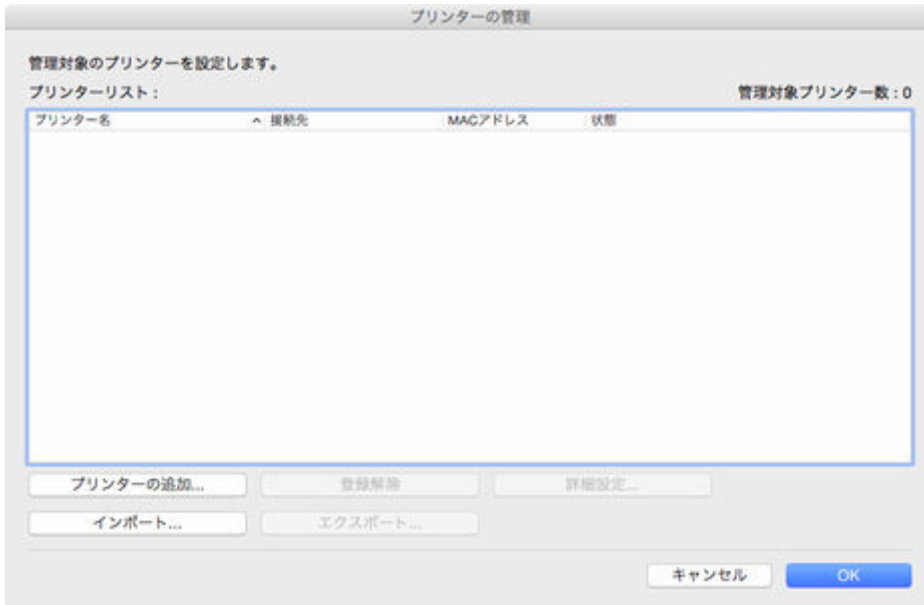 プリンターの管理
管理対象のプリンターを設定します。
プリンターリスト： 管理対象プリンター数：0
プリンター名 接続先 MACアドレス 状態
プリンターの追加... 登録解除 詳細設定...
インポート... エクスポート...
キャンセル OK